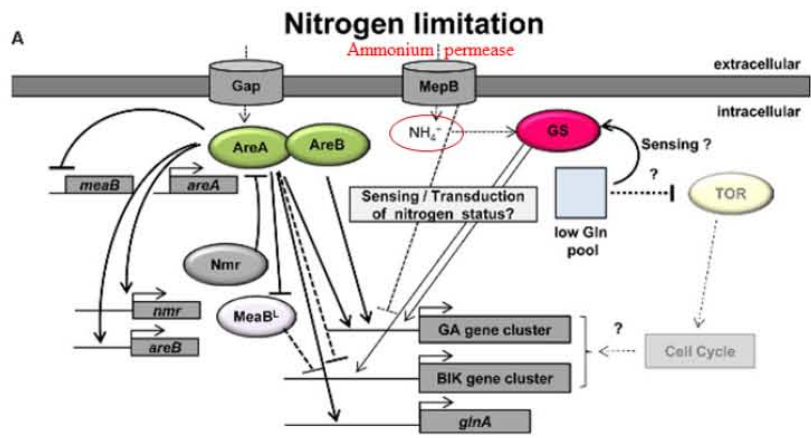 Nitrogen limitation
A
Ammonium permease
extracellular
Gap
MepB
intracellular
NH₄⁺
GS
AreA
AreB
Sensing ?
?
meaB
areA
Sensing / Transduction
of nitrogen status?
TOR
low Gln
pool
Nmr
nmr
MeaBᴸ
GA gene cluster
?
areB
Cell Cycle
BIK gene cluster
glnA